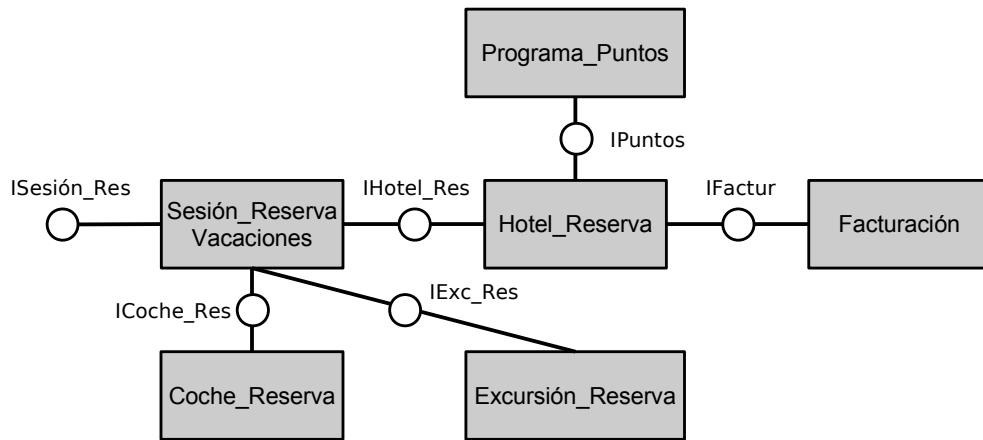 Programa_Puntos
IPuntos
ISesión_Res
IHotel_Res
IFactur
Sesión_Reserva
Vacaciones
Hotel_Reserva
Facturación
ICoche_Res
IExc_Res
Coche_Reserva
Excursión_Reserva